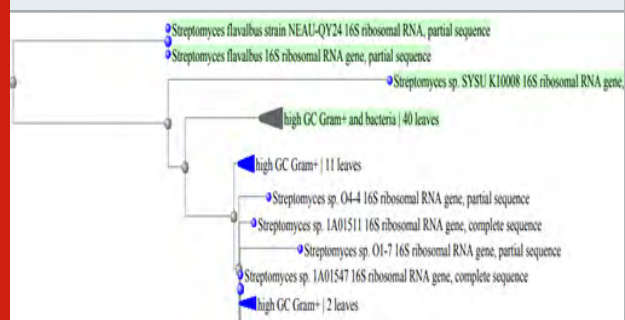 Streptomyces flavalbus strain NEAU-QY24 16S ribosomal RNA, partial sequence
Streptomyces flavalbus 16S ribosomal RNA gene, partial sequence
Streptomyces sp. SYSU K10008 16S ribosomal RNA gene,
high GC Gram+ and bacteria | 40 leaves
high GC Gram+ | 11 leaves
Streptomyces sp. O4-4 16S ribosomal RNA gene, partial sequence
Streptomyces sp. 1A01511 16S ribosomal RNA gene, complete sequence
Streptomyces sp. O1-7 16S ribosomal RNA gene, partial sequence
Streptomyces sp. 1A01547 16S ribosomal RNA gene, complete sequence
high GC Gram+ | 2 leaves